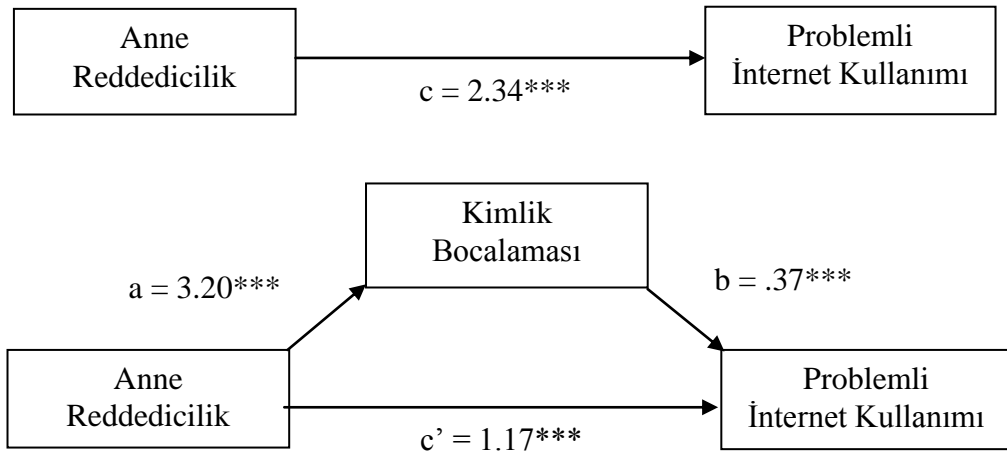 Anne
Reddedicilik
Problemli
İnternet Kullanımı
c = 2.34***
Kimlik
Bocalaması
a = 3.20***
b = .37***
Anne
Reddedicilik
Problemli
İnternet Kullanımı
c’ = 1.17***